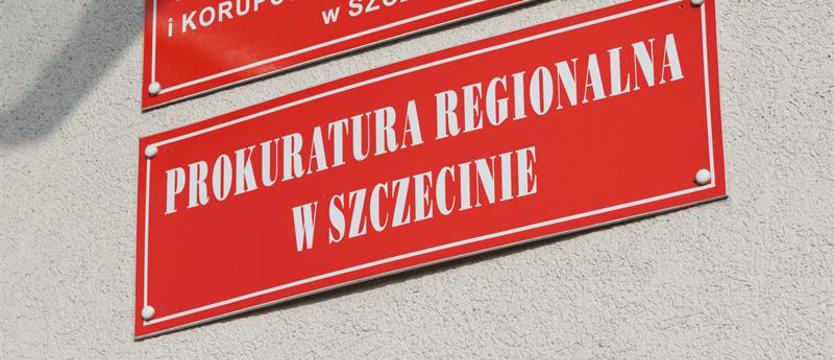 i
w
PROKURATURA REGIONALNA
W SZCZECINIE